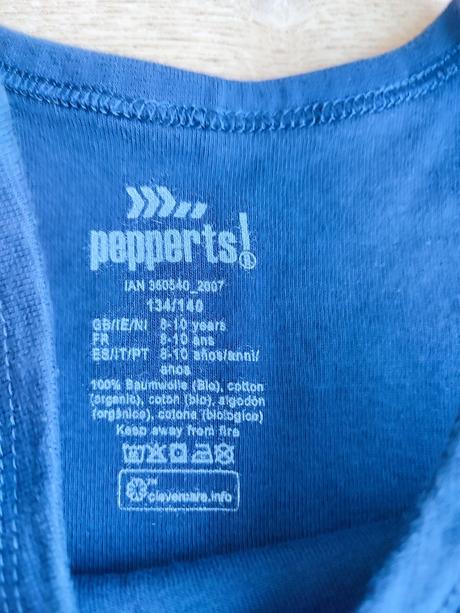 pepperts!®
IAN 360540_2007
134/140
GB/IE/NI 8-10 years
FR 8-10 ans
ES/IT/PT 8-10 años/anni/
anos
100% Baumwolle (Bio), cotton
(organic), coton (bio), algodón
(orgánico), cotone (biologico)
Keep away from fire
clevercare.info